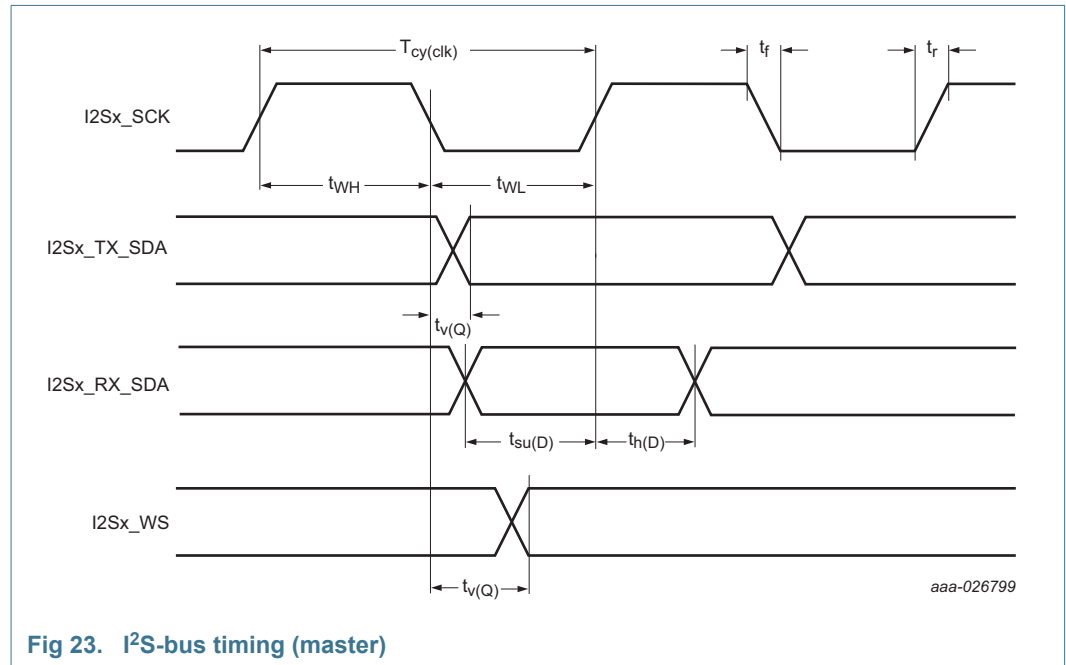 Tcy(clk)
tf
tr
I2Sx_SCK
tWH
tWL
I2Sx_TX_SDA
tv(Q)
I2Sx_RX_SDA
tsu(D)
th(D)
I2Sx_WS
tv(Q)
aaa-026799
Fig 23. I²S-bus timing (master)